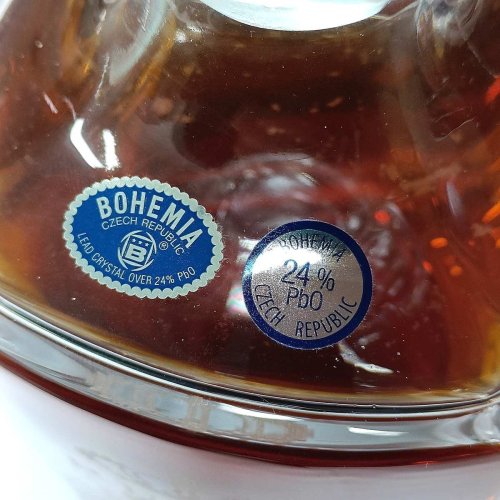 BOHEMIA
CZECH REPUBLIC
B ®
LEAD CRYSTAL OVER 24% PbO
BOHEMIA
24%
PbO
CZECH REPUBLIC